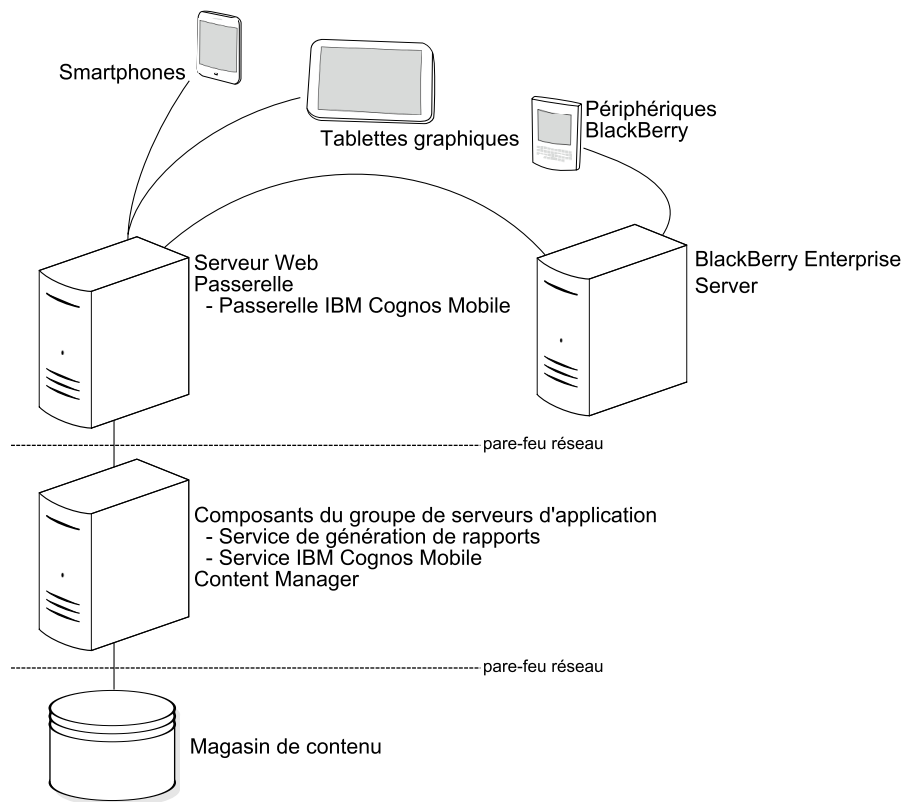 Smartphones
Tablettes graphiques
Périphériques
BlackBerry
Serveur Web
Passerelle
- Passerelle IBM Cognos Mobile
BlackBerry Enterprise
Server
pare-feu réseau
Composants du groupe de serveurs d'application
- Service de génération de rapports
- Service IBM Cognos Mobile
Content Manager
pare-feu réseau
Magasin de contenu